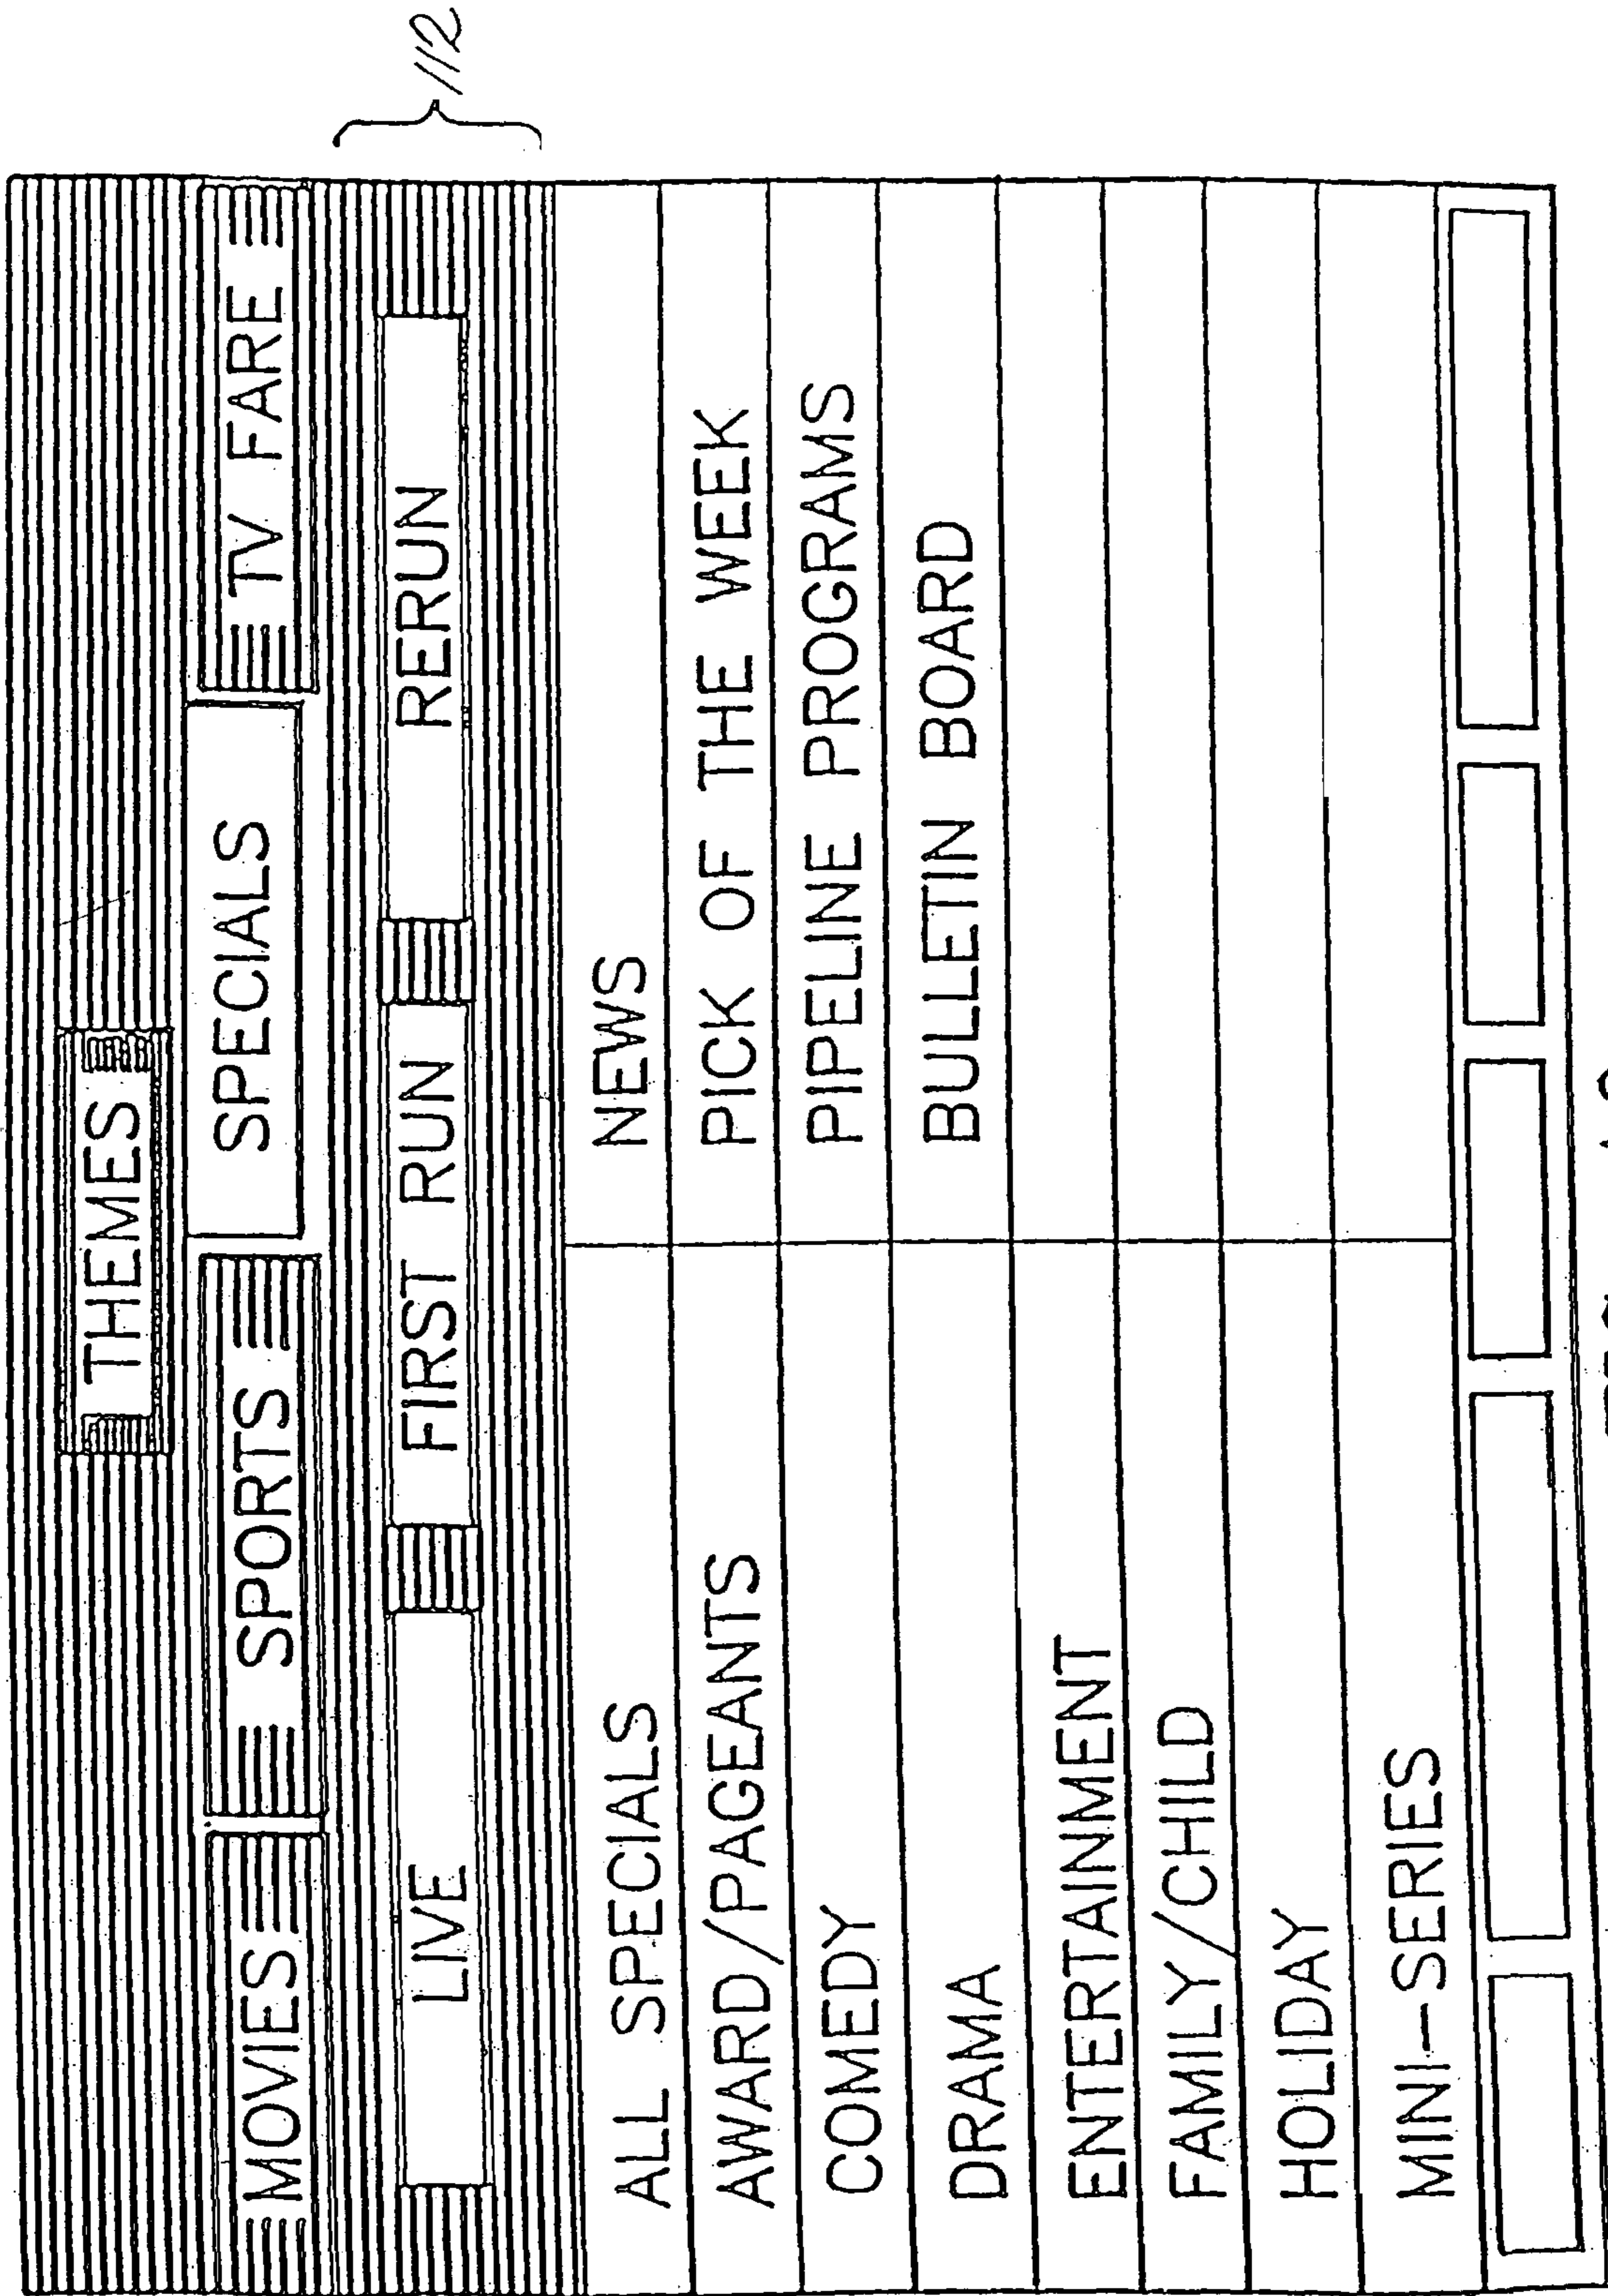 THEMES
MOVIES SPORTS SPECIALS TV FARE
LIVE FIRST RUN RERUN
112
ALL SPECIALS NEWS
AWARD/PAGEANTS PICK OF THE WEEK
COMEDY PIPELINE PROGRAMS
DRAMA BULLETIN BOARD
ENTERTAINMENT
FAMILY/CHILD
HOLIDAY
MINI-SERIES